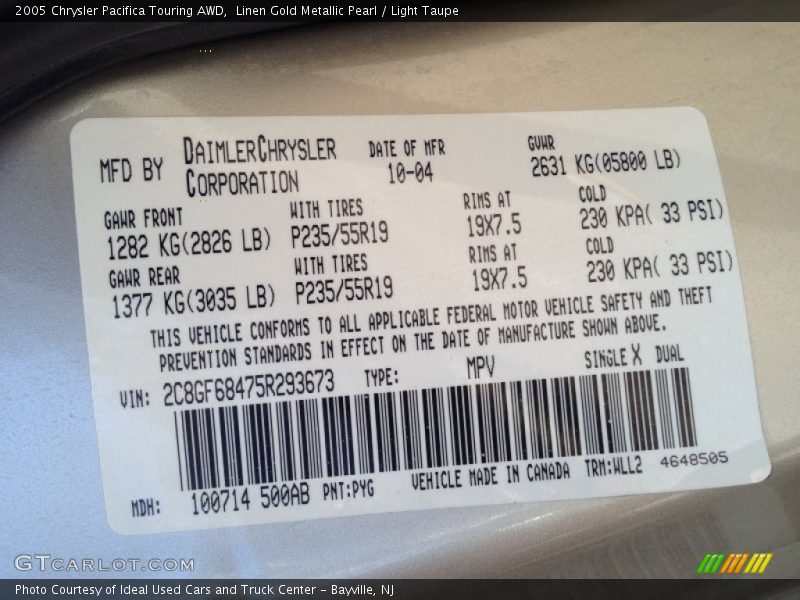 2005 Chrysler Pacifica Touring AWD,  Linen Gold Metallic Pearl / Light Taupe
MFD BY DAIMLERCHRYSLER CORPORATION DATE OF MFR 10-04 GVWR 2631 KG(05800 LB)
GAWR FRONT WITH TIRES RIMS AT COLD
1282 KG(2826 LB) P235/55R19 19X7.5 230 KPA( 33 PSI)
GAWR REAR WITH TIRES RIMS AT COLD
1377 KG(3035 LB) P235/55R19 19X7.5 230 KPA( 33 PSI)
THIS VEHICLE CONFORMS TO ALL APPLICABLE FEDERAL MOTOR VEHICLE SAFETY AND THEFT
PREVENTION STANDARDS IN EFFECT ON THE DATE OF MANUFACTURE SHOWN ABOVE.
VIN: 2C8GF68475R293673 TYPE: MPV SINGLE X DUAL
MDH: 100714 500AB PNT:PYG VEHICLE MADE IN CANADA TRM:WLL2 4648505
GTCARLOT.COM
Photo Courtesy of Ideal Used Cars and Truck Center - Bayville, NJ